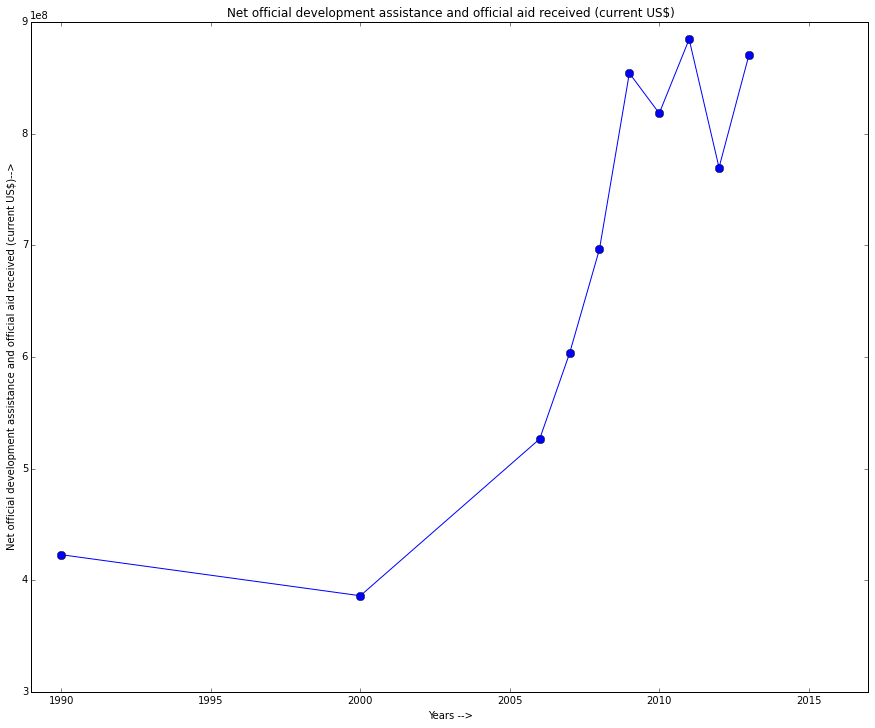 Net official development assistance and official aid received (current US$)
1e8
9
8
7
6
5
4
3
Net official development assistance and official aid received (current US$)-->
1990 1995 2000 2005 2010 2015
Years -->